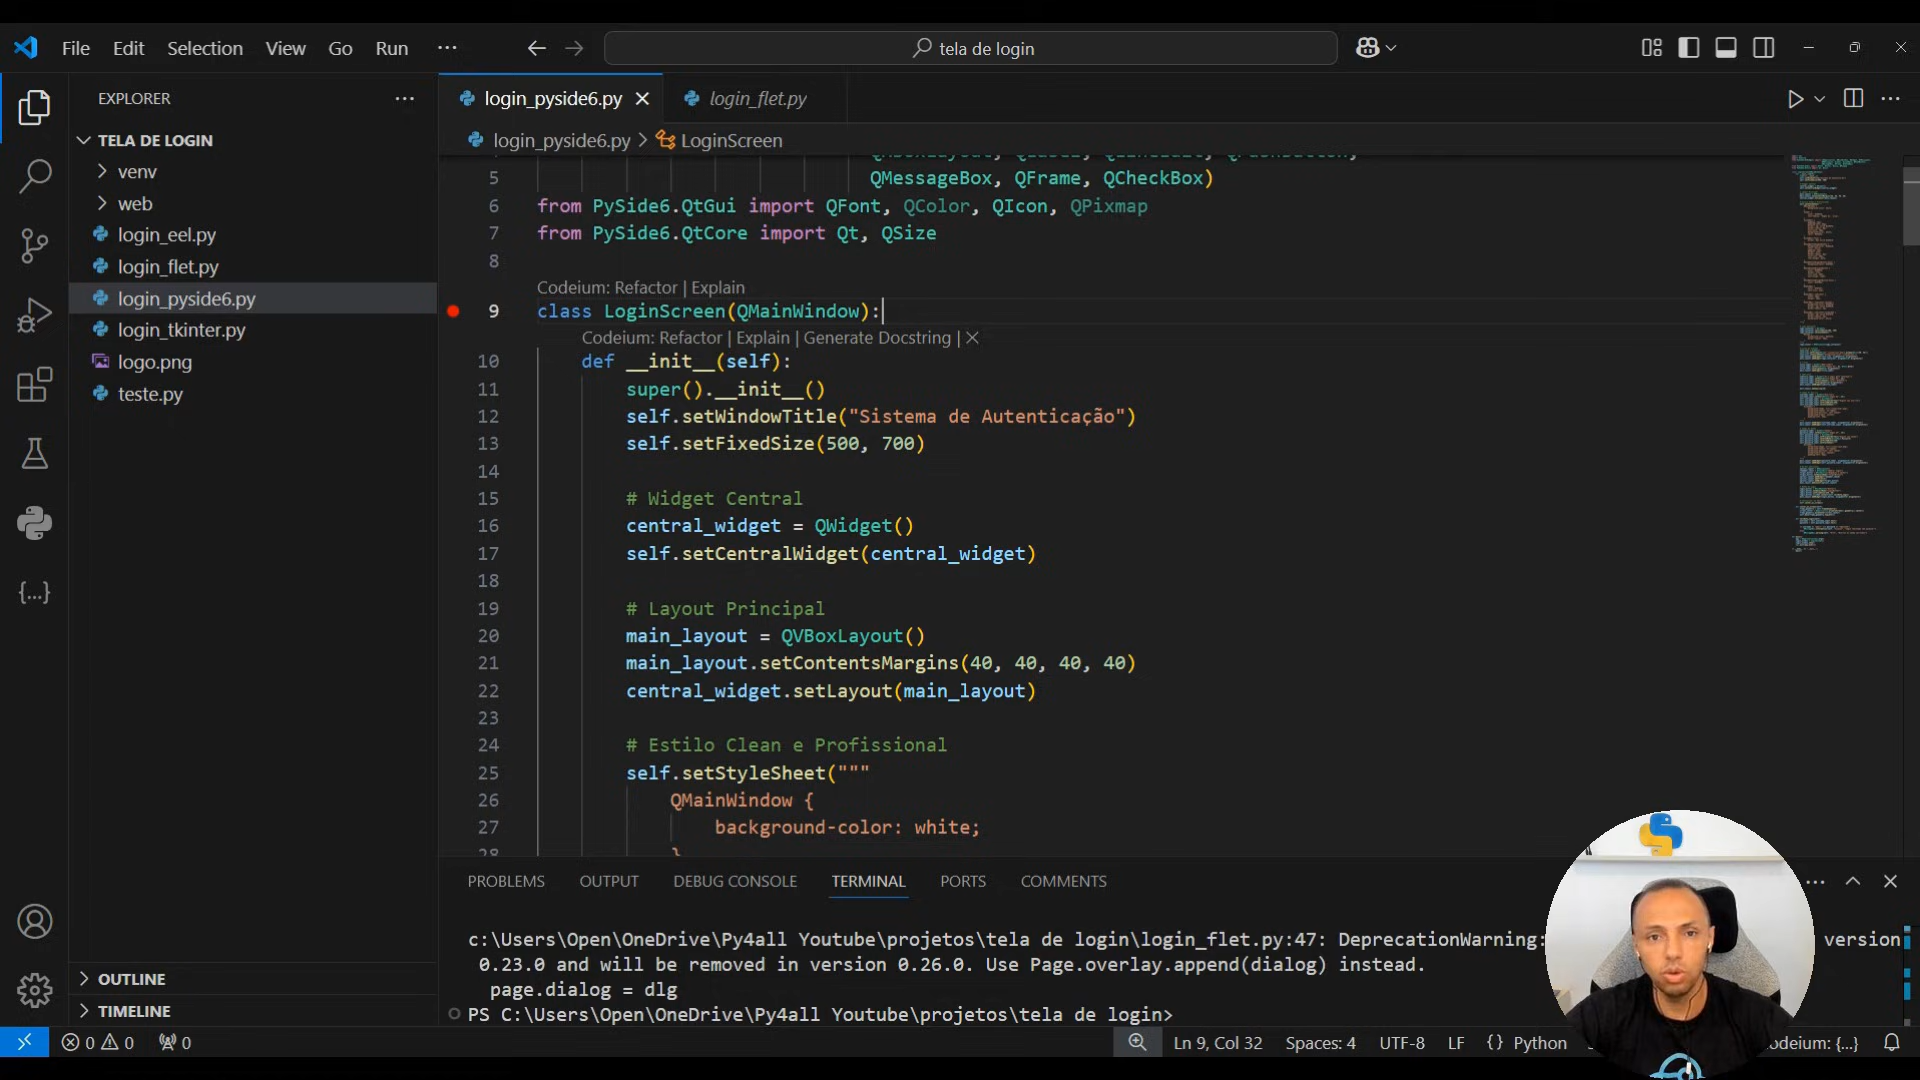 File Edit Selection View Go Run ··· tela de login
EXPLORER ···
TELA DE LOGIN
venv
web
login_eel.py
login_flet.py
login_pyside6.py
login_tkinter.py
logo.png
teste.py
OUTLINE
TIMELINE
login_pyside6.py login_flet.py
login_pyside6.py > LoginScreen
5 QMessageBox, QFrame, QCheckBox)
6 from PySide6.QtGui import QFont, QColor, QIcon, QPixmap
7 from PySide6.QtCore import Qt, QSize
8
Codeium: Refactor | Explain
9 class LoginScreen(QMainWindow):
Codeium: Refactor | Explain | Generate Docstring | ✕
10 def __init__(self):
11 super().__init__()
12 self.setWindowTitle("Sistema de Autenticação")
13 self.setFixedSize(500, 700)
14
15 # Widget Central
16 central_widget = QWidget()
17 self.setCentralWidget(central_widget)
18
19 # Layout Principal
20 main_layout = QVBoxLayout()
21 main_layout.setContentsMargins(40, 40, 40, 40)
22 central_widget.setLayout(main_layout)
23
24 # Estilo Clean e Profissional
25 self.setStyleSheet("""
26 QMainWindow {
27 background-color: white;
28 }
PROBLEMS OUTPUT DEBUG CONSOLE TERMINAL PORTS COMMENTS
c:\Users\Open\OneDrive\Py4all Youtube\projetos\tela de login\login_flet.py:47: DeprecationWarning: version
0.23.0 and will be removed in version 0.26.0. Use Page.overlay.append(dialog) instead.
page.dialog = dlg
PS C:\Users\Open\OneDrive\Py4all Youtube\projetos\tela de login>
0 0 0 Ln 9, Col 32 Spaces: 4 UTF-8 LF {} Python odeium: {...}